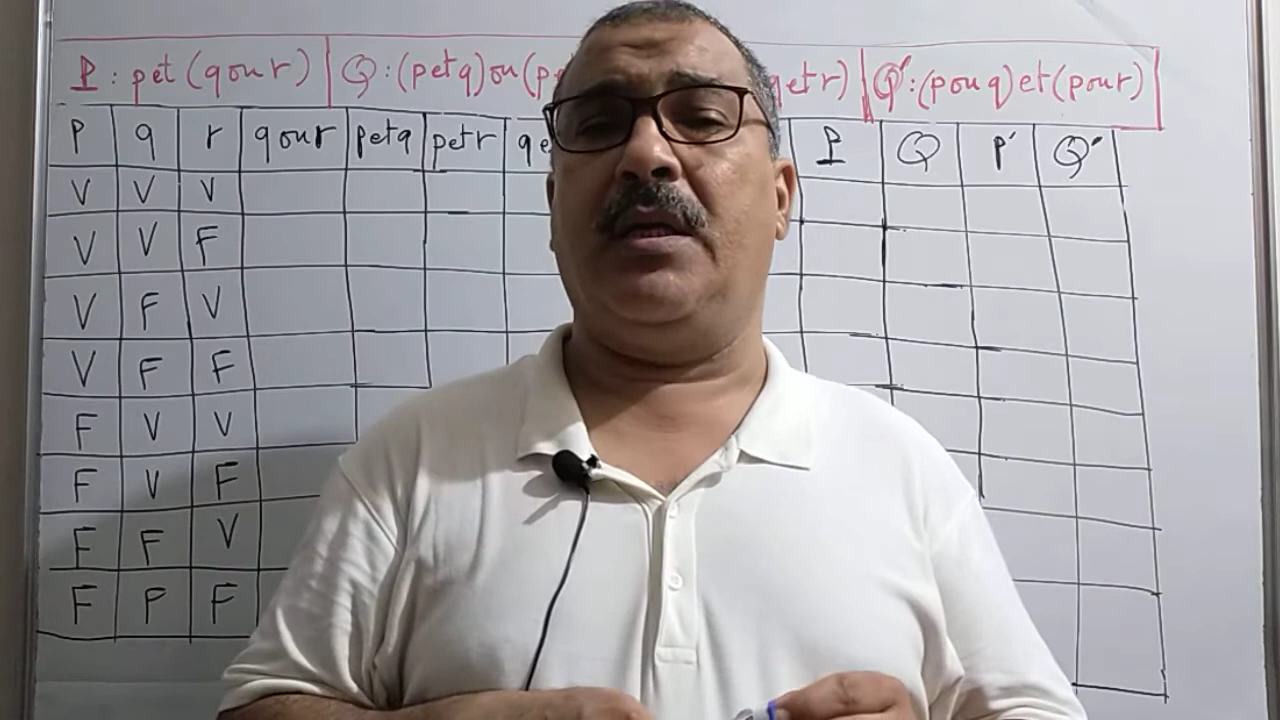 P : p et (q ou r) Q : (p et q) ou (p et r) Q' : (p ou q) et (p ou r)
p q r q ou r p et q p et r P Q P' Q'
V V V
V V F
V F V
V F F
F V V
F V F
F F V
F P F